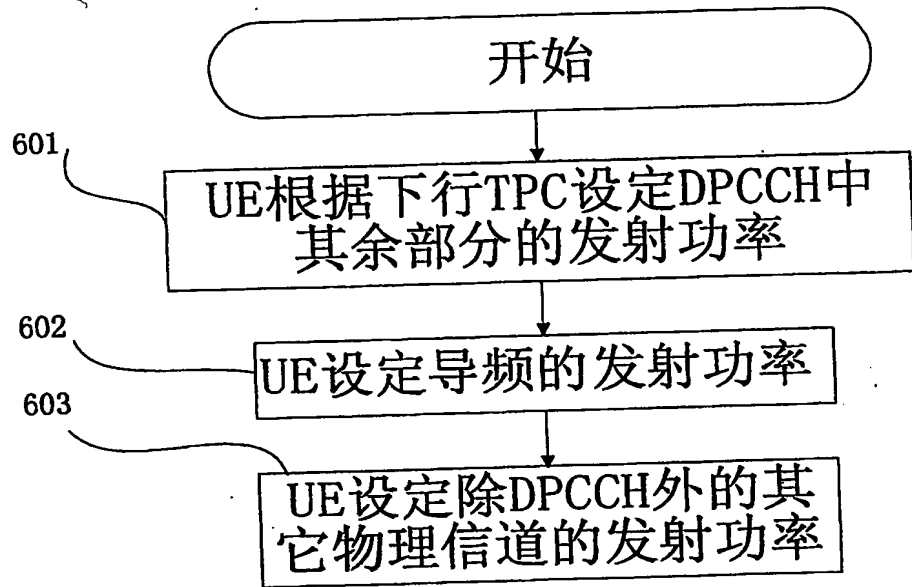 开始
601
UE根据下行TPC设定DPCCH中
其余部分的发射功率
602
UE设定导频的发射功率
603
UE设定除DPCCH外的其
它物理信道的发射功率